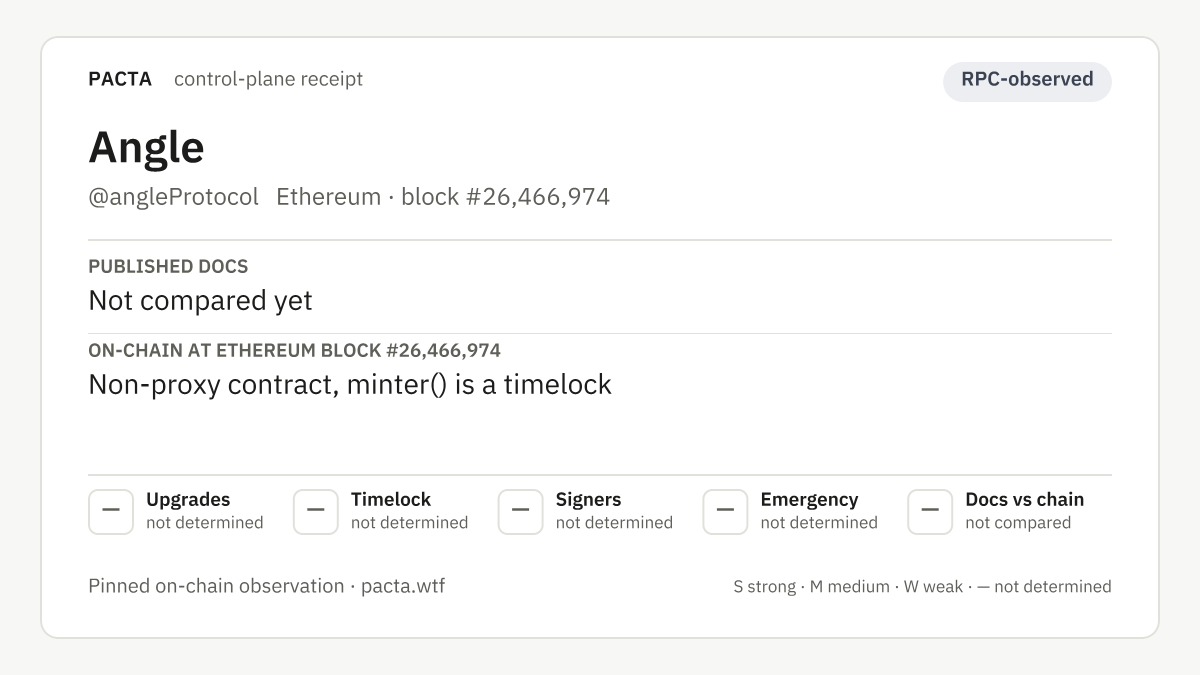 PACTA control-plane receipt RPC-observed
Angle
@angleProtocol Ethereum · block #26,466,974
PUBLISHED DOCS
Not compared yet
ON-CHAIN AT ETHEREUM BLOCK #26,466,974
Non-proxy contract, minter() is a timelock
— Upgrades — Timelock — Signers — Emergency — Docs vs chain
not determined not determined not determined not determined not compared
Pinned on-chain observation · pacta.wtf S strong · M medium · W weak · — not determined